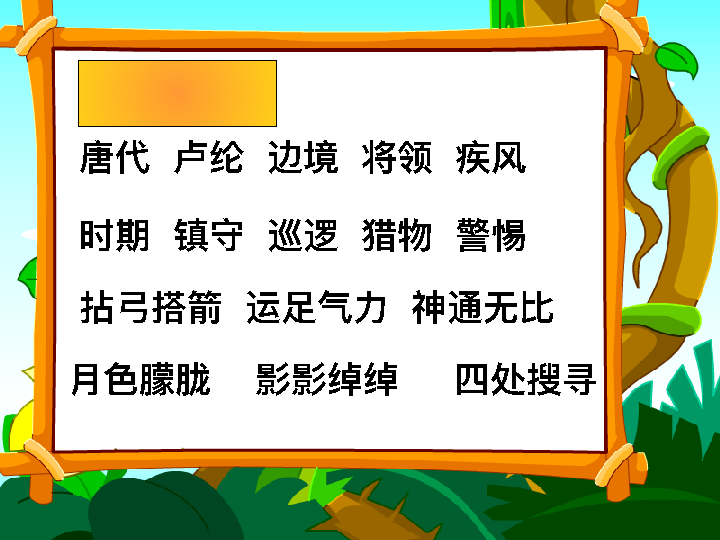 唐代 卢纶 边境 将领 疾风
时期 镇守 巡逻 猎物 警惕
拈弓搭箭 运足气力 神通无比
月色朦胧 影影绰绰 四处搜寻